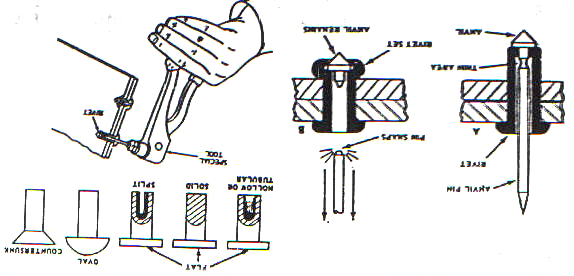 ANVIL PIN
RIVET
A
THIN AREA
ANVIL
PIN SNAPS
B
RIVET SET
ANVIL REMAINS
FLAT
HOLLOW OR
TUBULAR
SOLID
SPLIT
OVAL
COUNTERSUNK
SPECIAL
TOOL
RIVET